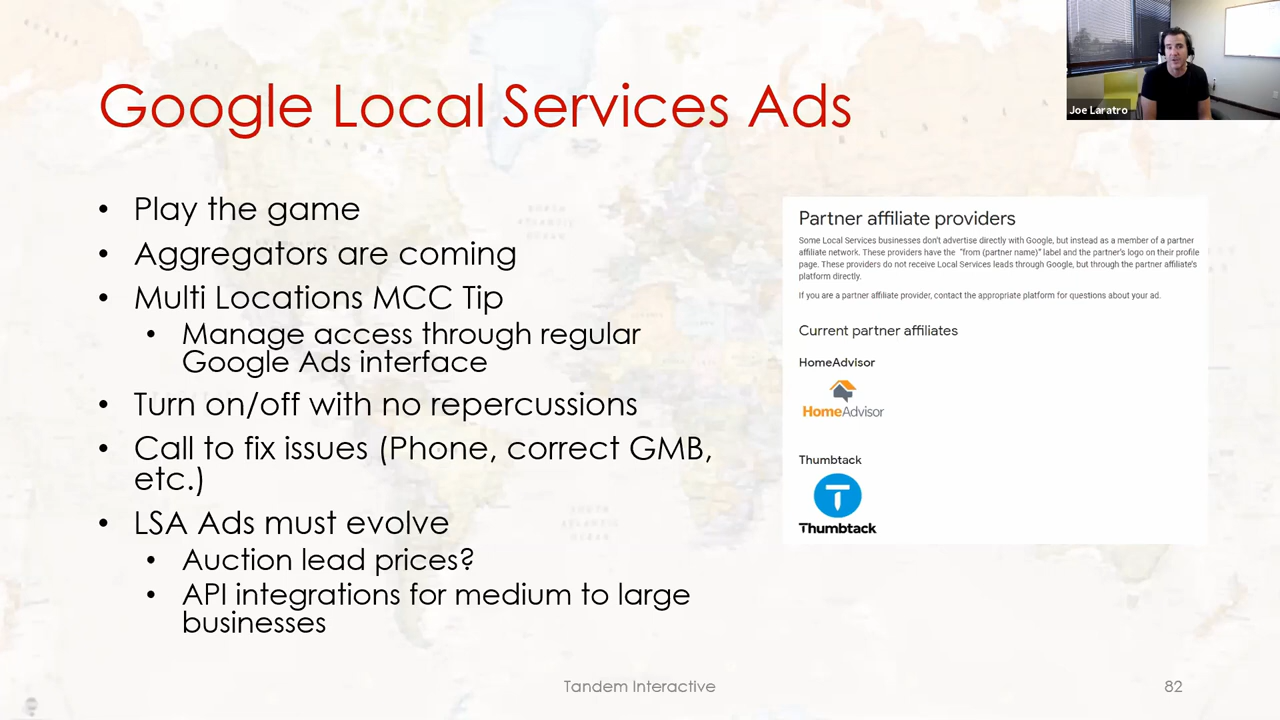 Joe Laratro
Google Local Services Ads
• Play the game
• Aggregators are coming
• Multi Locations MCC Tip
• Manage access through regular
Google Ads interface
• Turn on/off with no repercussions
• Call to fix issues (Phone, correct GMB,
etc.)
• LSA Ads must evolve
• Auction lead prices?
• API integrations for medium to large
businesses
Partner affiliate providers
Some Local Services businesses don't advertise directly with Google, but instead as a member of a partner
affiliate network. These providers have the "from (partner name)" label and the partner's logo on their profile
page. These providers do not receive Local Services leads through Google, but through the partner affiliate's
platform directly.
If you are a partner affiliate provider, contact the appropriate platform for questions about your ad.
Current partner affiliates
HomeAdvisor
HomeAdvisor
Thumbtack
Thumbtack
Tandem Interactive
82